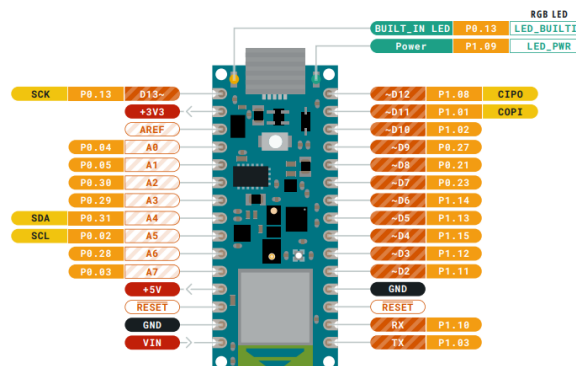 RGB LED
BUILT_IN LED P0.13 LED_BUILTI
Power P1.09 LED_PWR
SCK P0.13 D13~ ~D12 P1.08 CIPO
+3V3 ~D11 P1.01 COPI
AREF ~D10 P1.02
P0.04 A0 ~D9 P0.27
P0.05 A1 ~D8 P0.21
P0.30 A2 ~D7 P0.23
P0.29 A3 ~D6 P1.14
SDA P0.31 A4 ~D5 P1.13
SCL P0.02 A5 ~D4 P1.15
P0.28 A6 ~D3 P1.12
P0.03 A7 ~D2 P1.11
+5V GND
RESET RESET
GND RX P1.10
VIN TX P1.03